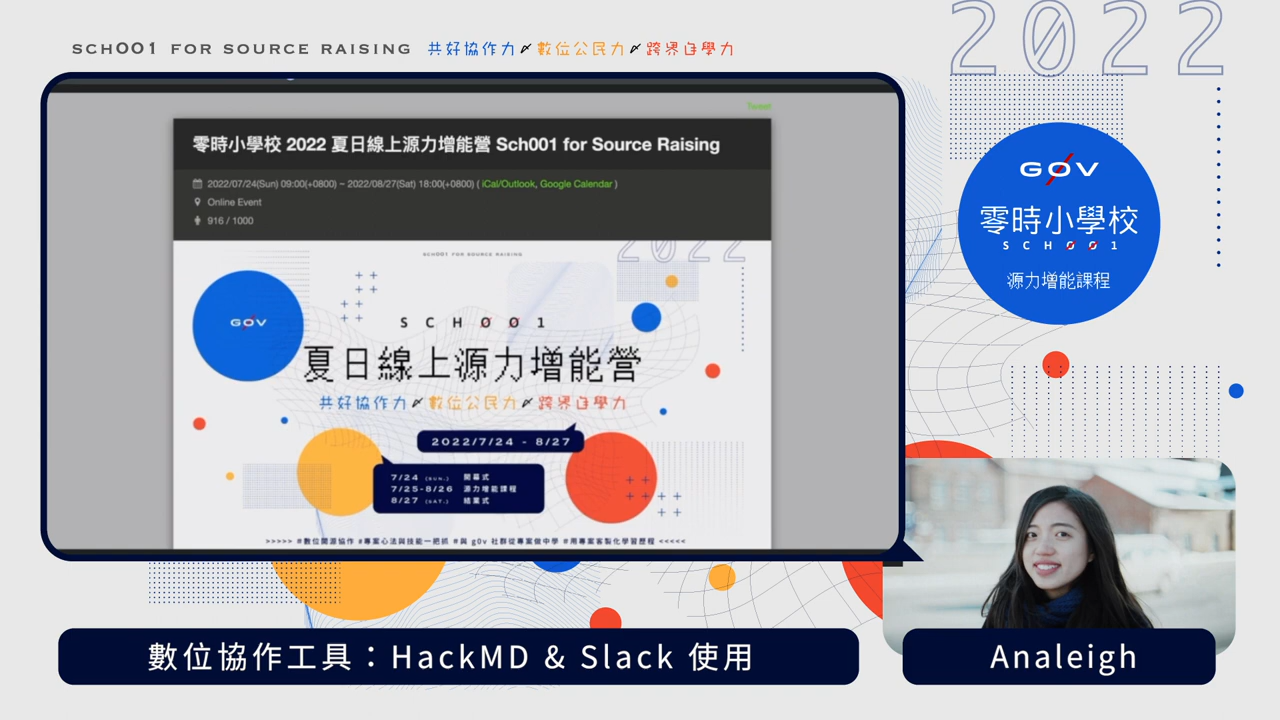 SCH001 FOR SOURCE RAISING 共好協作力〆數位公民力〆跨界自學力
2022
Tweet
零時小學校 2022 夏日線上源力增能營 Sch001 for Source Raising
2022/07/24(Sun) 09:00(+0800) ~ 2022/08/27(Sat) 18:00(+0800) ( iCal/Outlook, Google Calendar )
Online Event
916 / 1000
SCH001 FOR SOURCE RAISING
2022
G0V
SCH001
夏日線上源力增能營
共好協作力〆數位公民力〆跨界自學力
2022/7/24 - 8/27
7/24 (SUN.) 開幕式
7/25-8/26 源力增能課程
8/27 (SAT.) 結業式
>>>>> #數位開源協作 #專案心法與技能一把抓 #與 g0v 社群從專案做中學 #用專案客製化學習歷程 <<<<<
G0V
零時小學校
SCH001
源力增能課程
數位協作工具：HackMD & Slack 使用
Analeigh